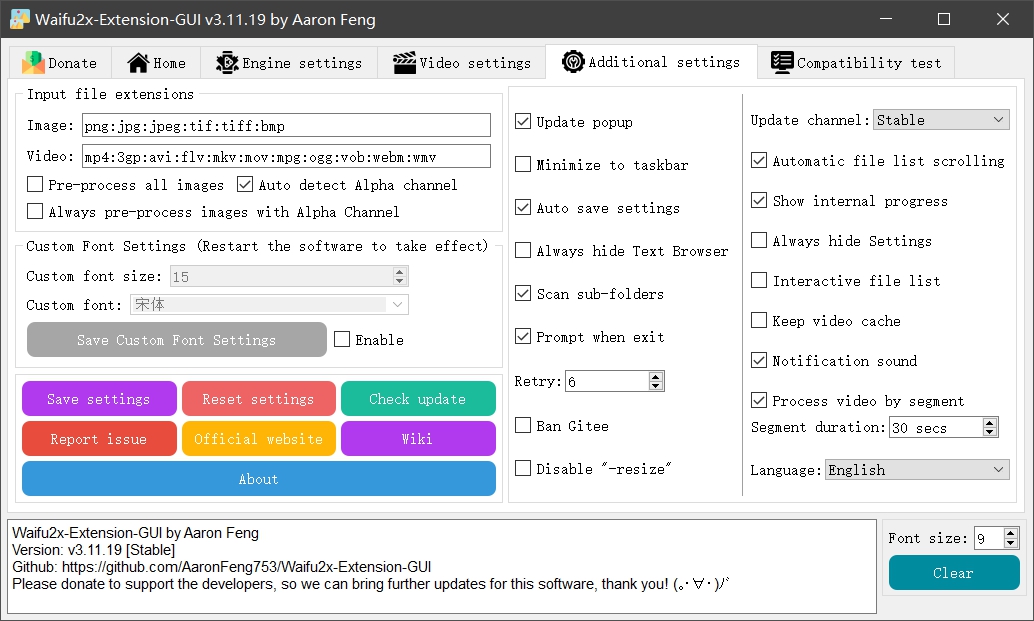 Waifu2x-Extension-GUI v3.11.19 by Aaron Feng
Donate
Home
Engine settings
Video settings
Additional settings
Compatibility test
Input file extensions
Image: png:jpg:jpeg:tif:tiff:bmp
Video: mp4:3gp:avi:flv:mkv:mov:mpg:ogg:vob:webm:wmv
Pre-process all images Auto detect Alpha channel
Always pre-process images with Alpha Channel
Custom Font Settings (Restart the software to take effect)
Custom font size: 15
Custom font: 宋体
Save Custom Font Settings Enable
Save settings Reset settings Check update
Report issue Official website Wiki
About
Update popup
Minimize to taskbar
Auto save settings
Always hide Text Browser
Scan sub-folders
Prompt when exit
Retry: 6
Ban Gitee
Disable "-resize"
Update channel: Stable
Automatic file list scrolling
Show internal progress
Always hide Settings
Interactive file list
Keep video cache
Notification sound
Process video by segment
Segment duration: 30 secs
Language: English
Waifu2x-Extension-GUI by Aaron Feng
Version: v3.11.19 [Stable]
Github: https://github.com/AaronFeng753/Waifu2x-Extension-GUI
Please donate to support the developers, so we can bring further updates for this software, thank you! (｡･∀･)ﾉﾞ
Font size: 9
Clear